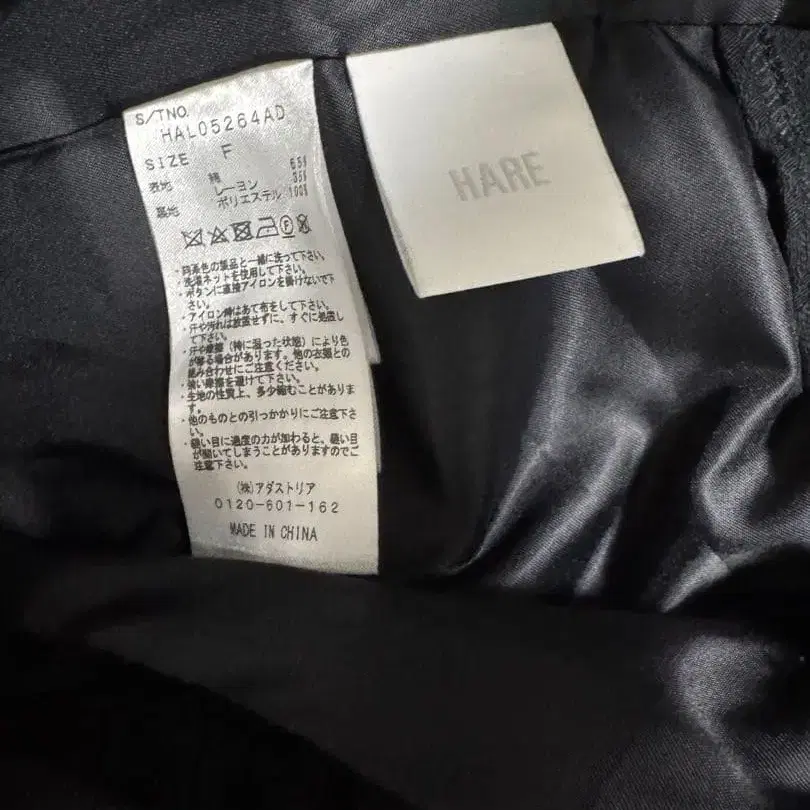 S/TNO.
HAL05264AD
SIZE F
表地 綿 65%
レーヨン 35%
裏地 ポリエステル 100%
・同系色の製品と一緒に洗って下さい。
・洗濯ネットを使用して下さい。
・ボタンに直接アイロンを掛けないで下
さい。
・アイロン時はあて布をして下さい。
・汗や汚れは放置せずに、すぐに処置し
て下さい。
・汗や摩擦(特に湿った状態)により色
が移る場合があります。他の衣類との
組み合わせにご注意下さい。
・強い摩擦を避けて下さい。
・生地の性質上、多少縮むことがありま
す。
・他のものとの引っかかりにご注意下さ
い。
・縫い目に過度の力が加わると、縫い目
が開いてしまうことがありますのでご
注意下さい。
(株)アダストリア
0120-601-162
MADE IN CHINA
HARE